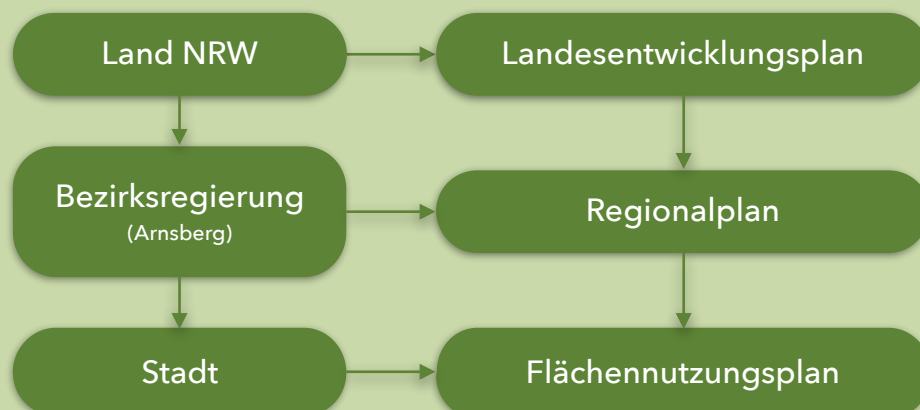 Land NRW
Landesentwicklungsplan
Bezirksregierung
(Arnsberg)
Regionalplan
Stadt
Flächennutzungsplan